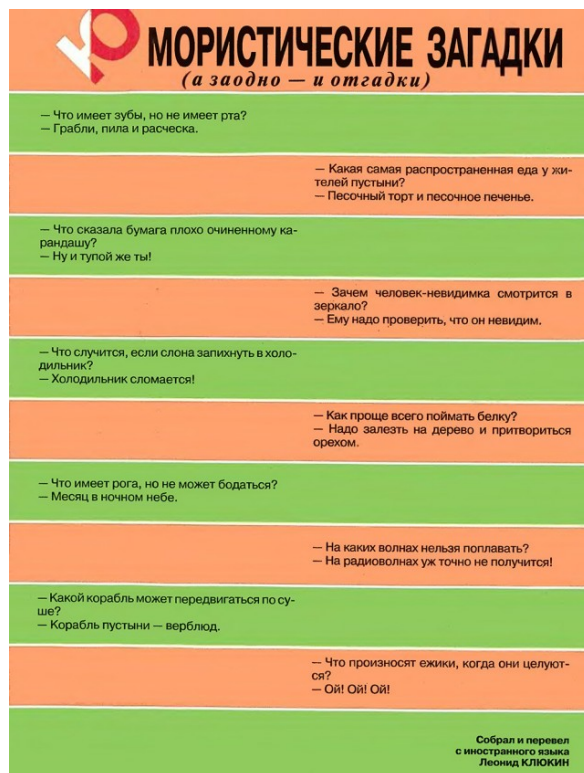 ЮМОРИСТИЧЕСКИЕ ЗАГАДКИ
(а заодно — и отгадки)
— Что имеет зубы, но не имеет рта?
— Грабли, пила и расческа.
— Какая самая распространенная еда у жи-
телей пустыни?
— Песочный торт и песочное печенье.
— Что сказала бумага плохо очиненному ка-
рандашу?
— Ну и тупой же ты!
— Зачем человек-невидимка смотрится в
зеркало?
— Ему надо проверить, что он невидим.
— Что случится, если слона запихнуть в холо-
дильник?
— Холодильник сломается!
— Как проще всего поймать белку?
— Надо залезть на дерево и притвориться
орехом.
— Что имеет рога, но не может бодаться?
— Месяц в ночном небе.
— На каких волнах нельзя поплавать?
— На радиоволнах уж точно не получится!
— Какой корабль может передвигаться по су-
ше?
— Корабль пустыни — верблюд.
— Что произносят ежики, когда они целуют-
ся?
— Ой! Ой! Ой!
Собрал и перевел
с иностранного языка
Леонид КЛЮКИН